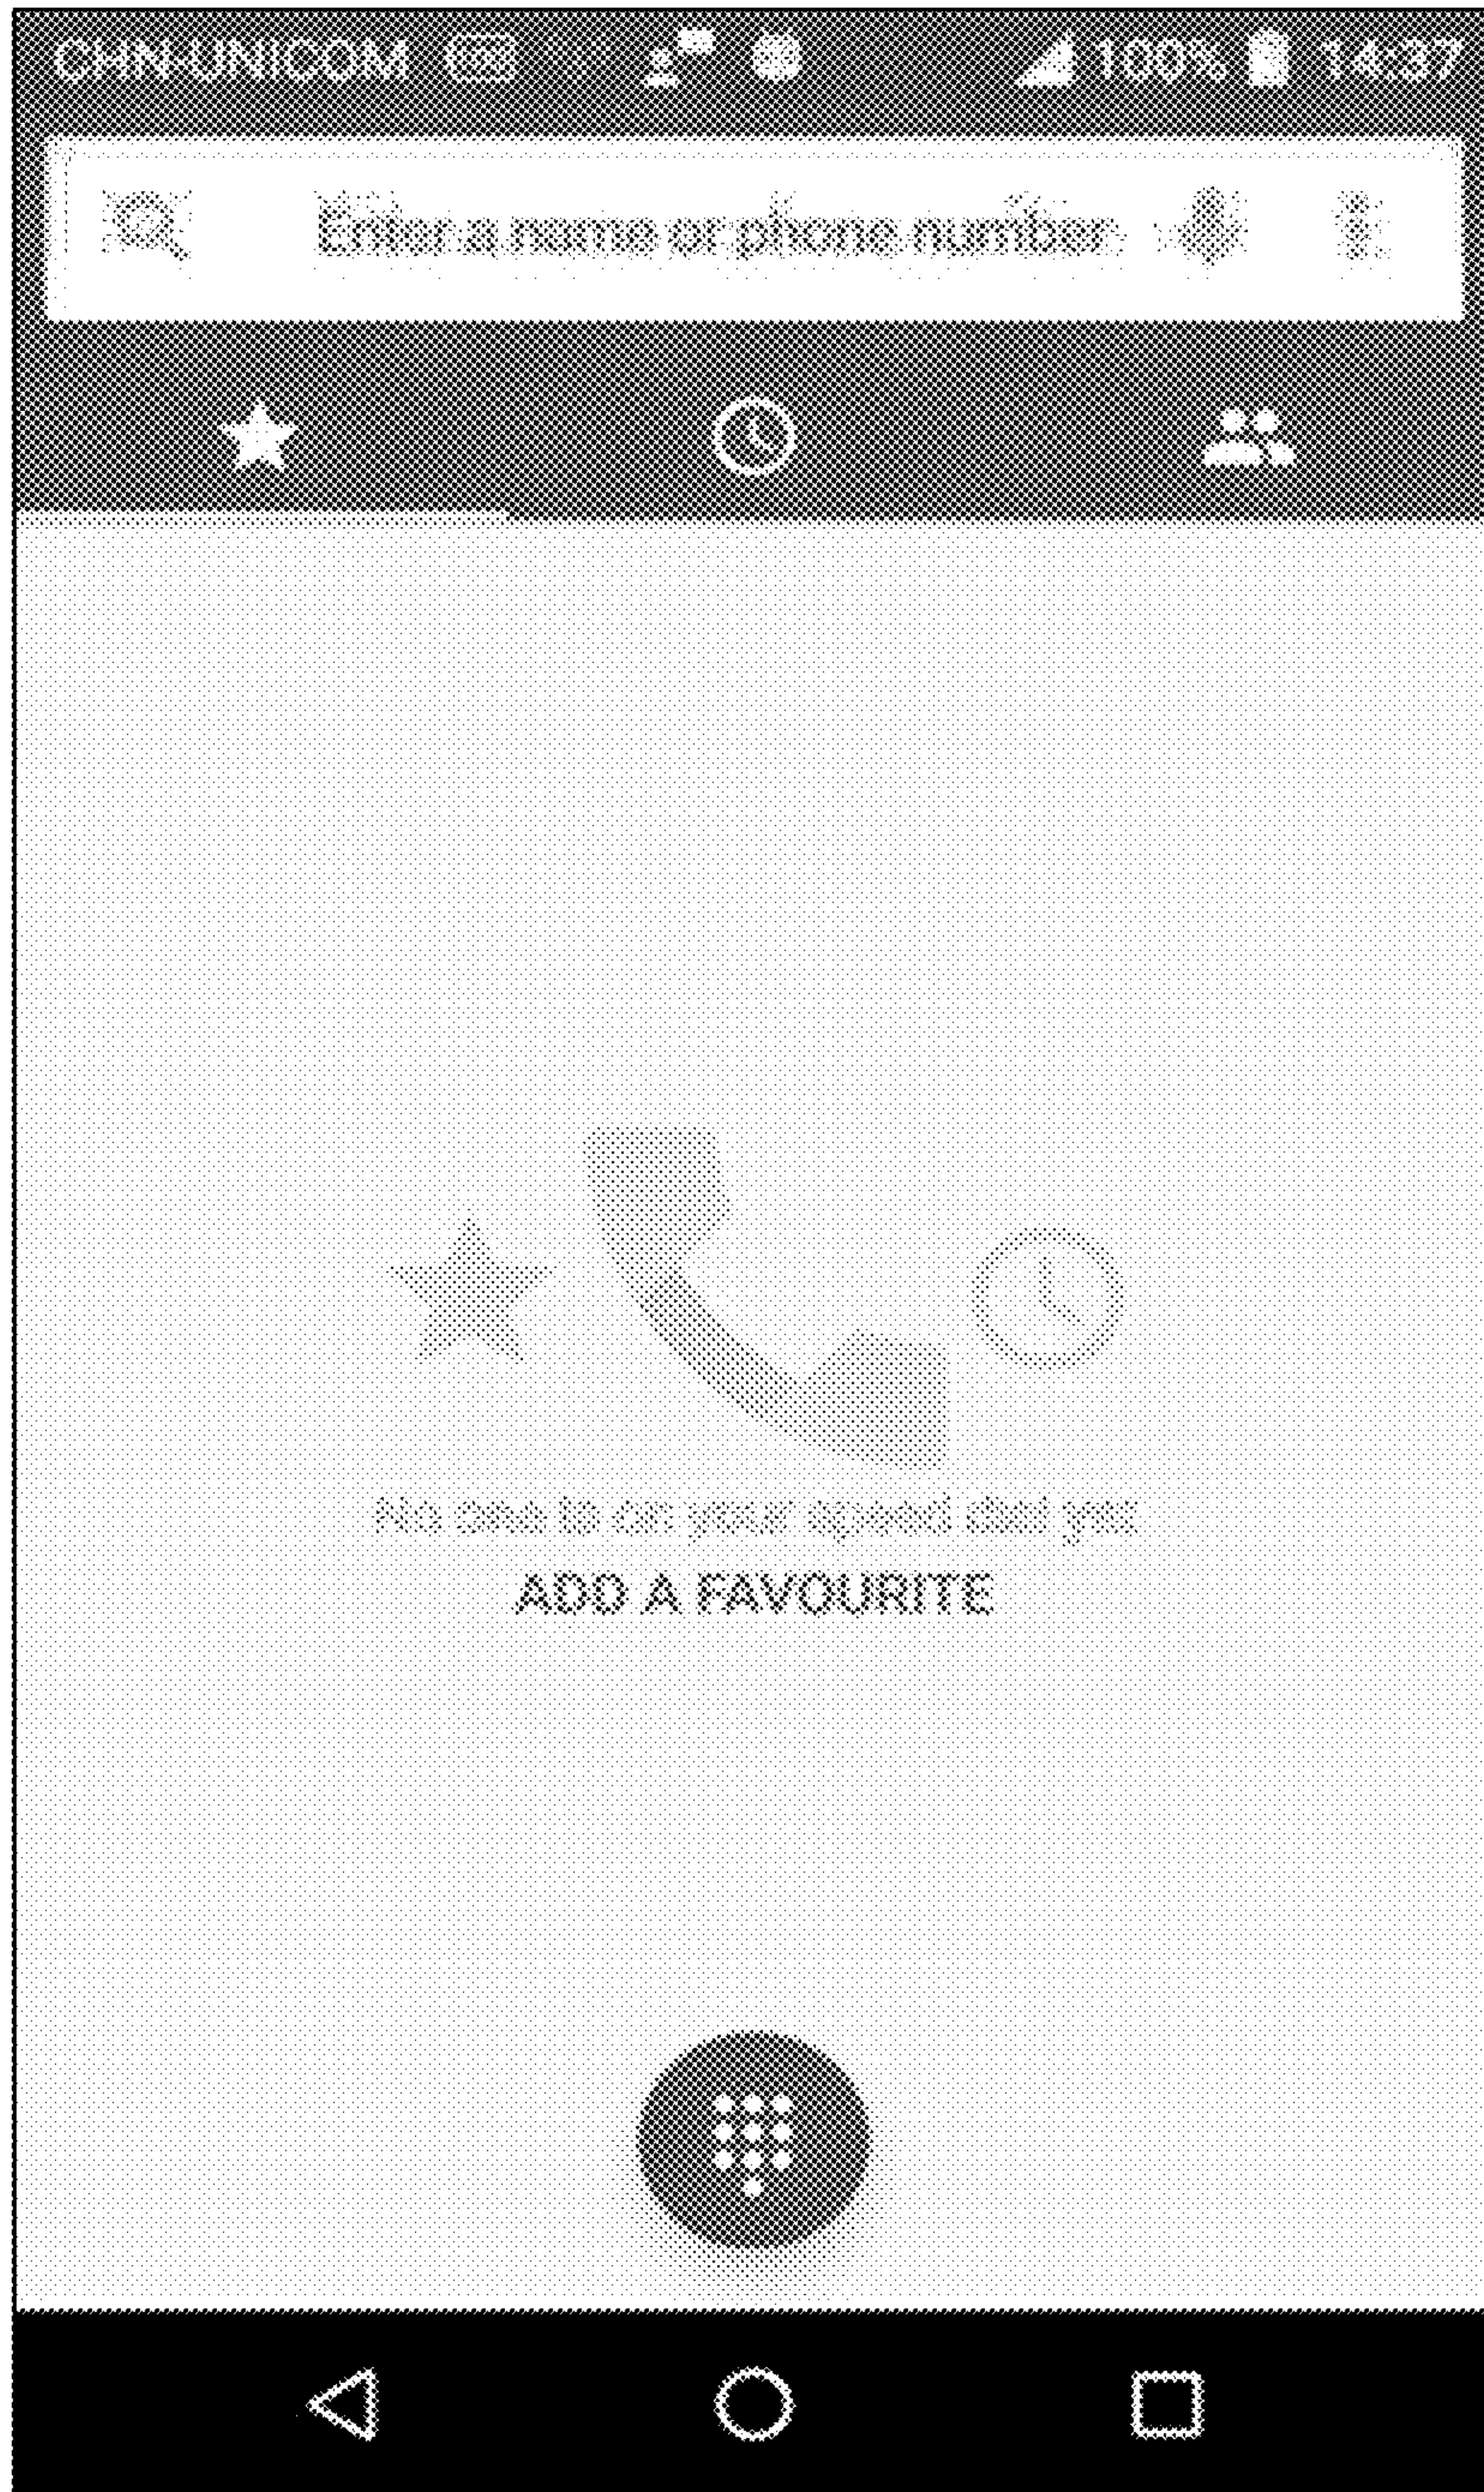 CHN-UNICOM 100% 14:37
Enter a name or phone number
No one is on your speed dial yet
ADD A FAVOURITE